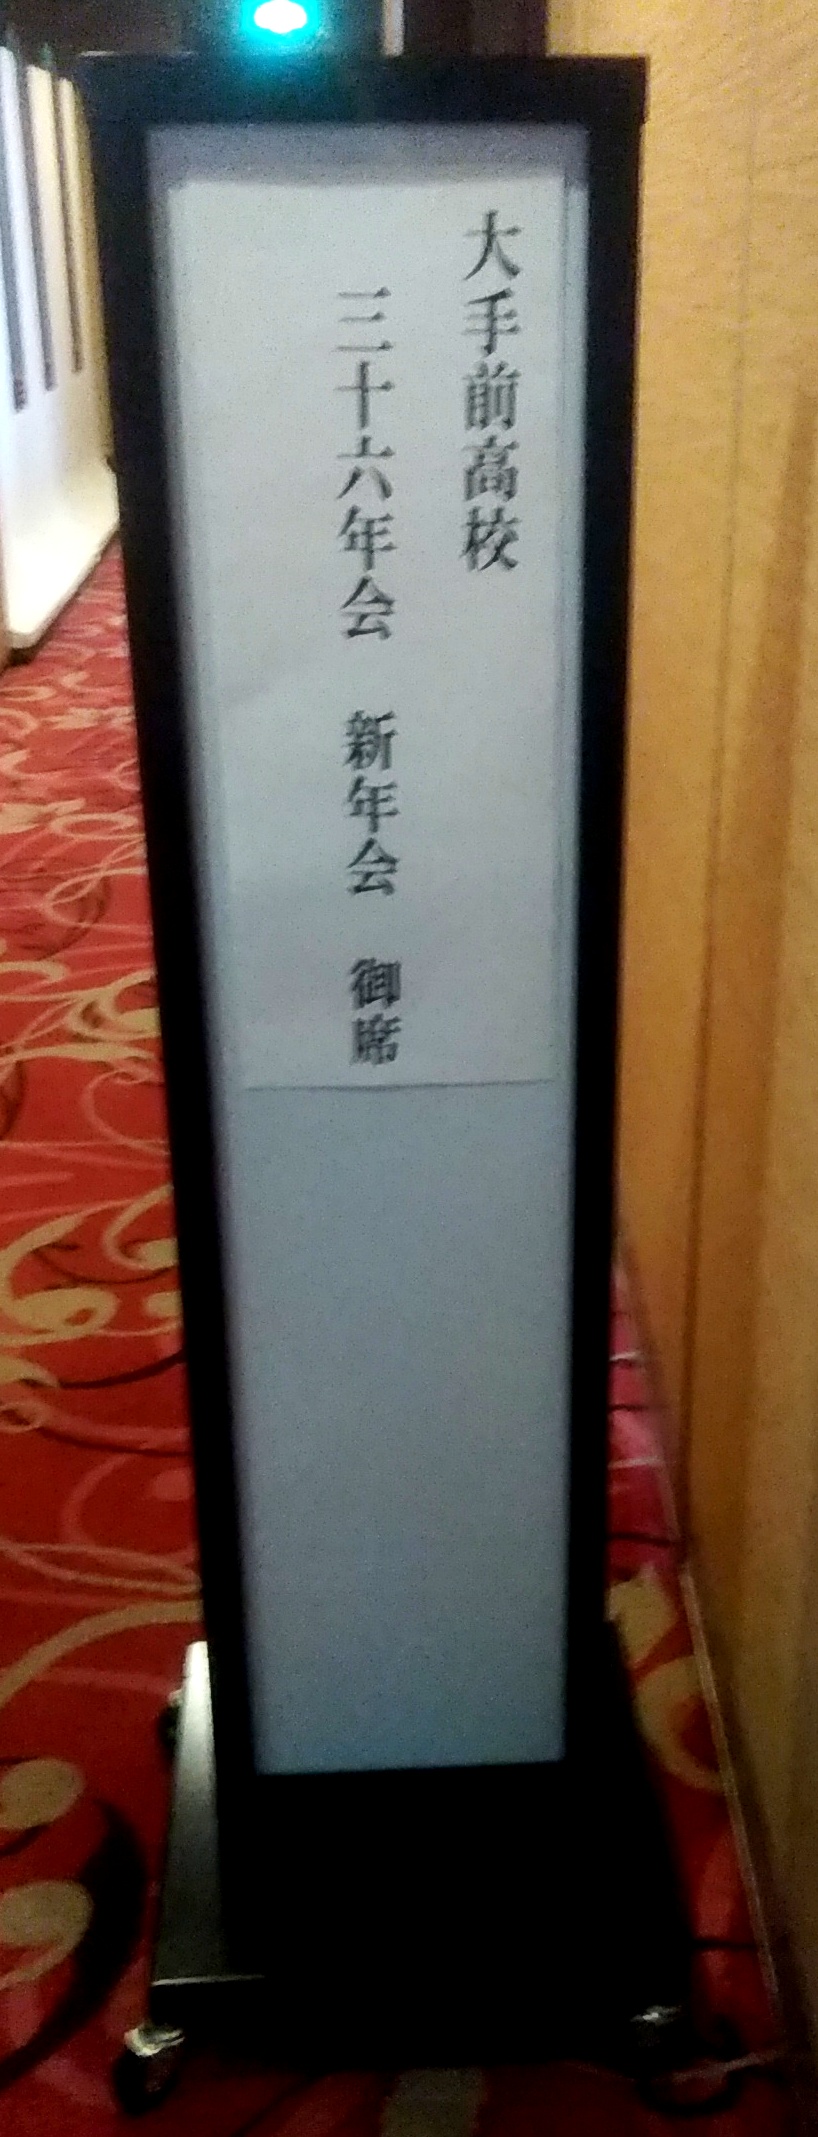 大手前高校
三十六年会　新年会　御席